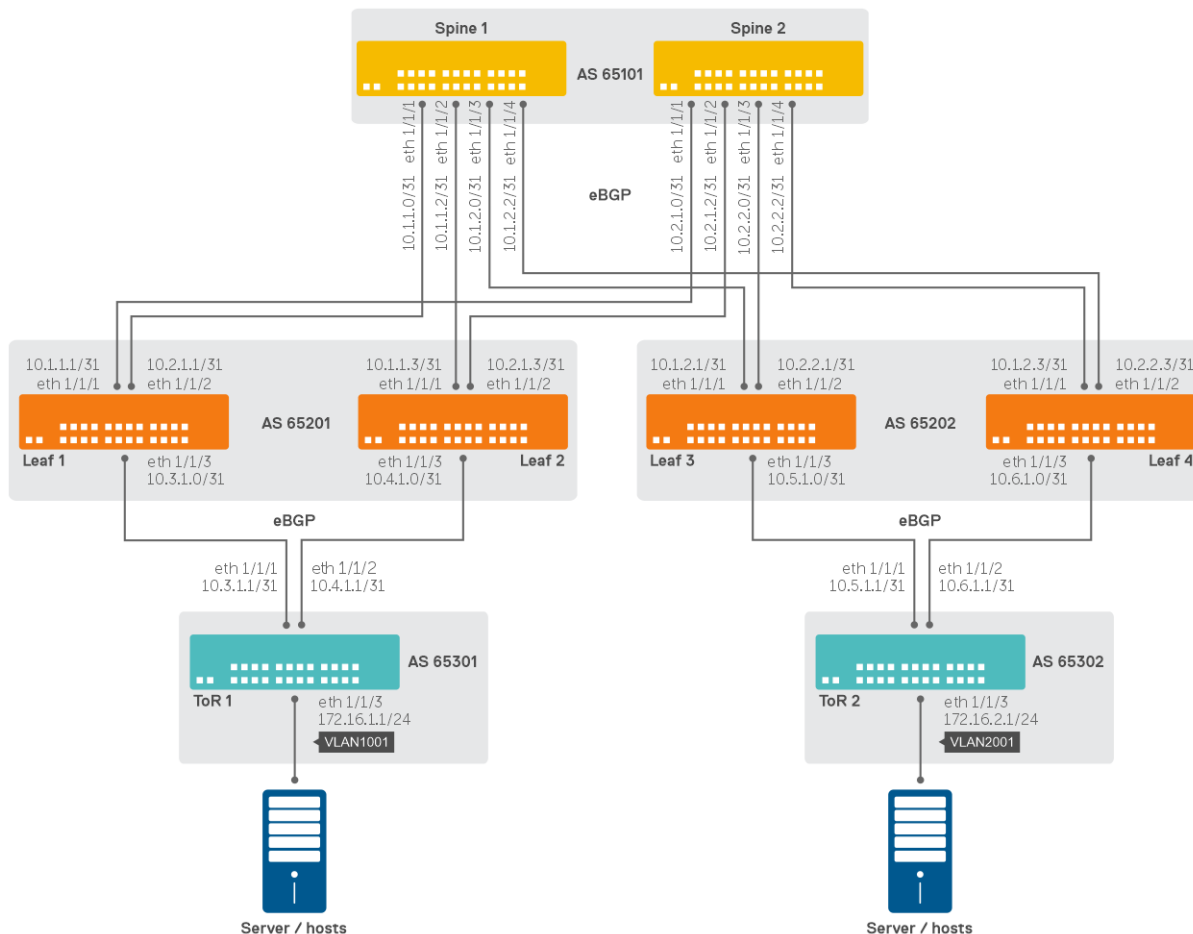 Spine 1
Spine 2
AS 65101
eth 1/1/1
eth 1/1/2
eth 1/1/3
eth 1/1/4
10.1.1.0/31
10.1.1.2/31
10.1.2.0/31
10.1.2.2/31
eth 1/1/1
eth 1/1/2
eth 1/1/3
eth 1/1/4
10.2.1.0/31
10.2.1.2/31
10.2.2.0/31
10.2.2.2/31
eBGP
10.1.1.1/31
eth 1/1/1
10.2.1.1/31
eth 1/1/2
10.1.1.3/31
eth 1/1/1
10.2.1.3/31
eth 1/1/2
10.1.2.1/31
eth 1/1/1
10.2.2.1/31
eth 1/1/2
10.1.2.3/31
eth 1/1/1
10.2.2.3/31
eth 1/1/2
AS 65201
AS 65202
Leaf 1
eth 1/1/3
10.3.1.0/31
eth 1/1/3
10.4.1.0/31
Leaf 2
Leaf 3
eth 1/1/3
10.5.1.0/31
eth 1/1/3
10.6.1.0/31
Leaf 4
eBGP
eBGP
eth 1/1/1
10.3.1.1/31
eth 1/1/2
10.4.1.1/31
eth 1/1/1
10.5.1.1/31
eth 1/1/2
10.6.1.1/31
AS 65301
AS 65302
ToR 1
eth 1/1/3
172.16.1.1/24
VLAN1001
ToR 2
eth 1/1/3
172.16.2.1/24
VLAN2001
Server / hosts
Server / hosts